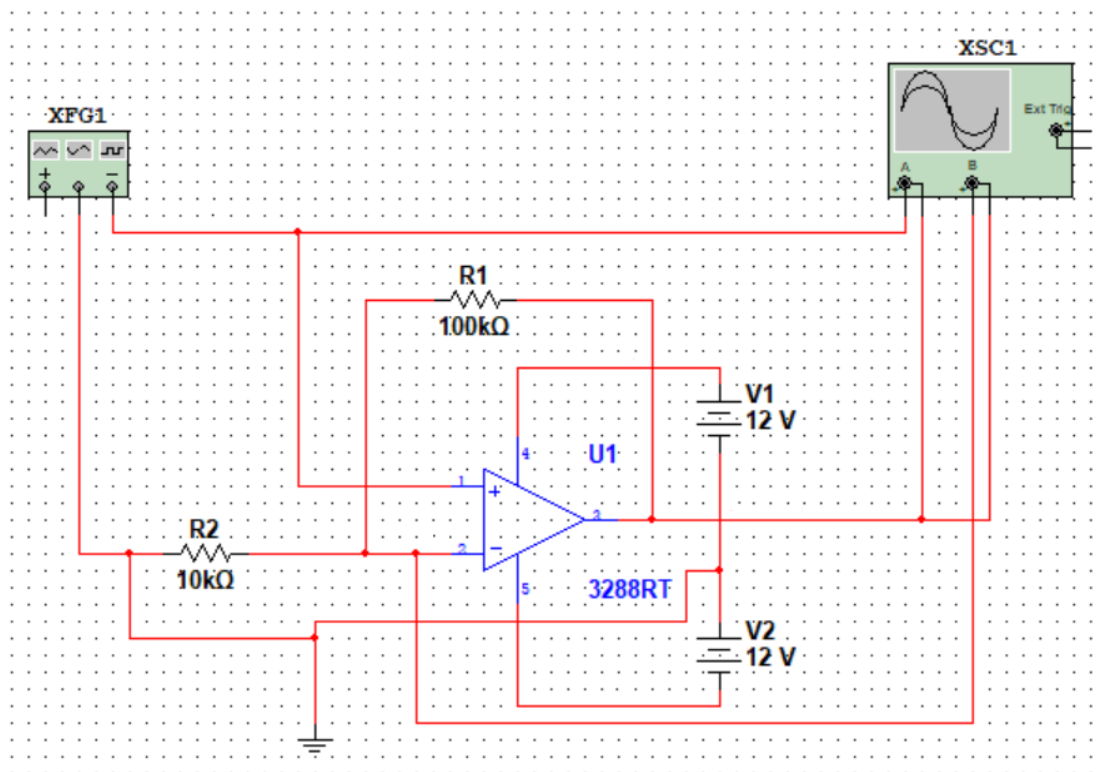 XSC1
Ext Trig
+
A
B
+
+
XFG1
+
−
R1
100kΩ
V1
12 V
4
U1
1
+
3
R2
10kΩ
2
−
5
3288RT
V2
12 V